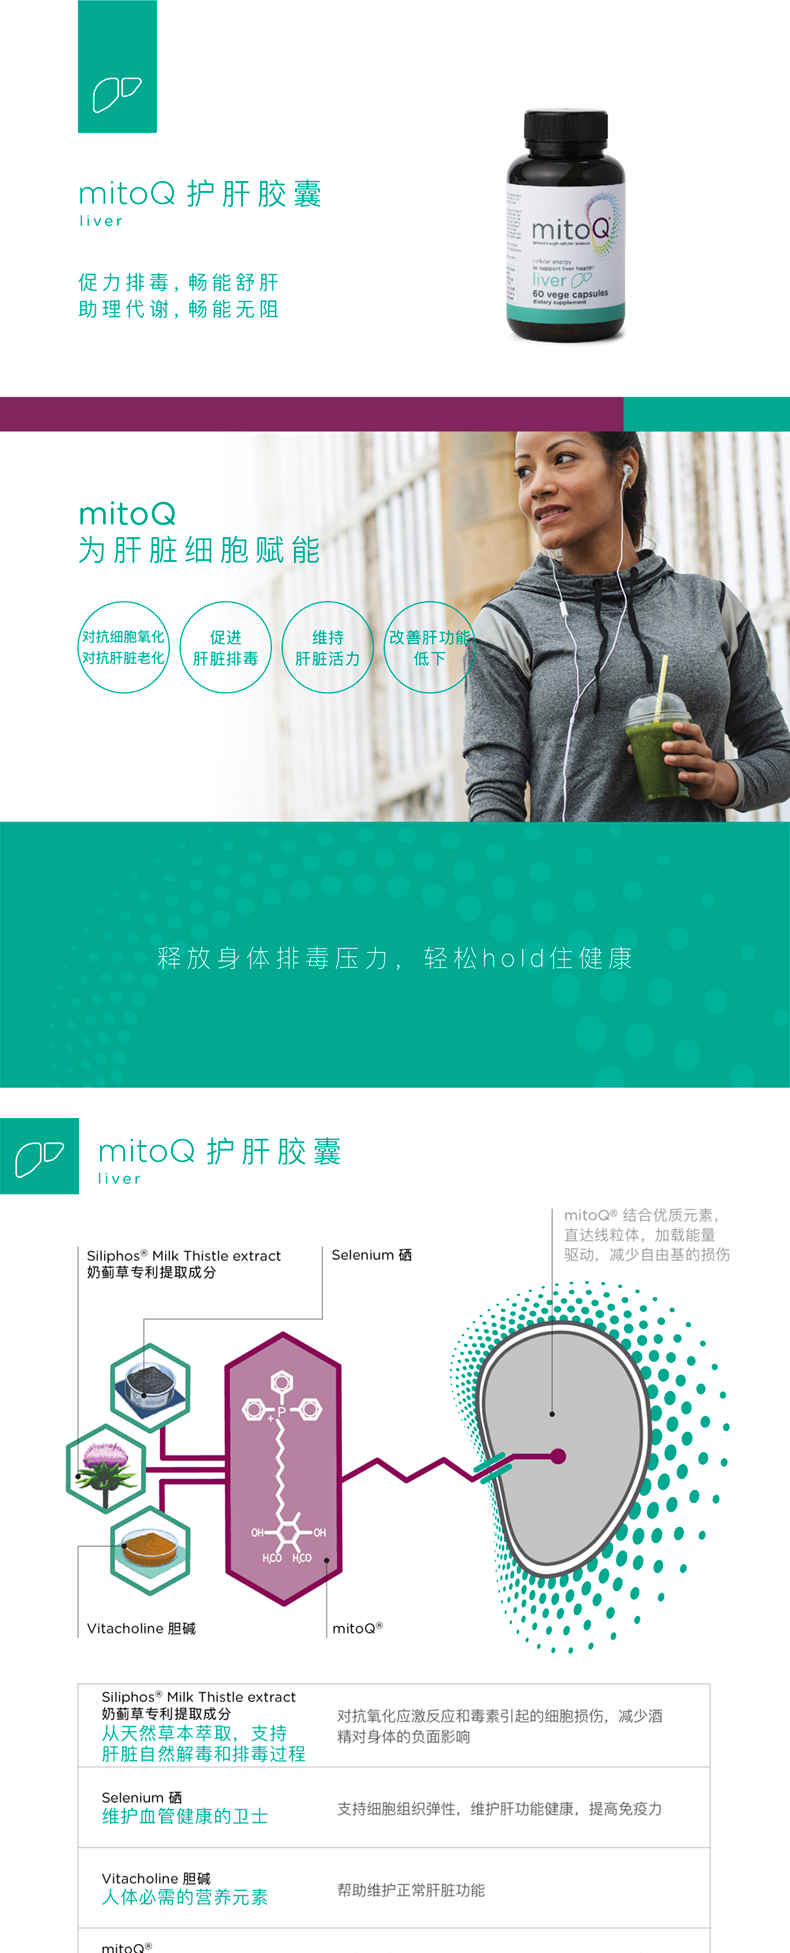 mitoQ 护肝胶囊
liver
促力排毒, 畅能舒肝
助理代谢, 畅能无阻
mitoQ
breakthrough cellular science
cellular energy
to support liver health
liver
60 vege capsules
dietary supplement
mitoQ
为肝脏细胞赋能
对抗细胞氧化
对抗肝脏老化
促进
肝脏排毒
维持
肝脏活力
改善肝功能
低下
释放身体排毒压力，轻松hold住健康
mitoQ 护肝胶囊
liver
mitoQ® 结合优质元素，
直达线粒体，加载能量
驱动，减少自由基的损伤
Siliphos® Milk Thistle extract
奶蓟草专利提取成分
Selenium 硒
P
+
OH
OH
H₃CO
H₃CO
Vitacholine 胆碱
mitoQ®
Siliphos® Milk Thistle extract
奶蓟草专利提取成分
从天然草本萃取，支持
肝脏自然解毒和排毒过程
对抗氧化应激反应和毒素引起的细胞损伤，减少酒
精对身体的负面影响
Selenium 硒
维护血管健康的卫士
支持细胞组织弹性，维护肝功能健康，提高免疫力
Vitacholine 胆碱
人体必需的营养元素
帮助维护正常肝脏功能
mitoQ®